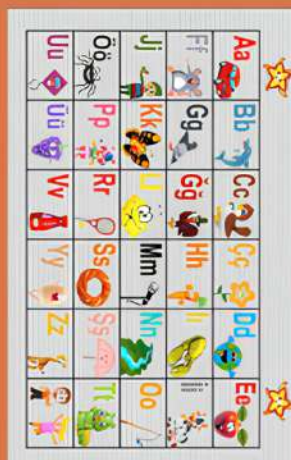 Aa Bb Cc Çç Dd Ee
Ff Gg Ğğ Hh Iı
Jj Kk Ll Mm Nn Oo
Öö Pp Rr Ss Şş Tt
Uu Üü Vv Yy Zz